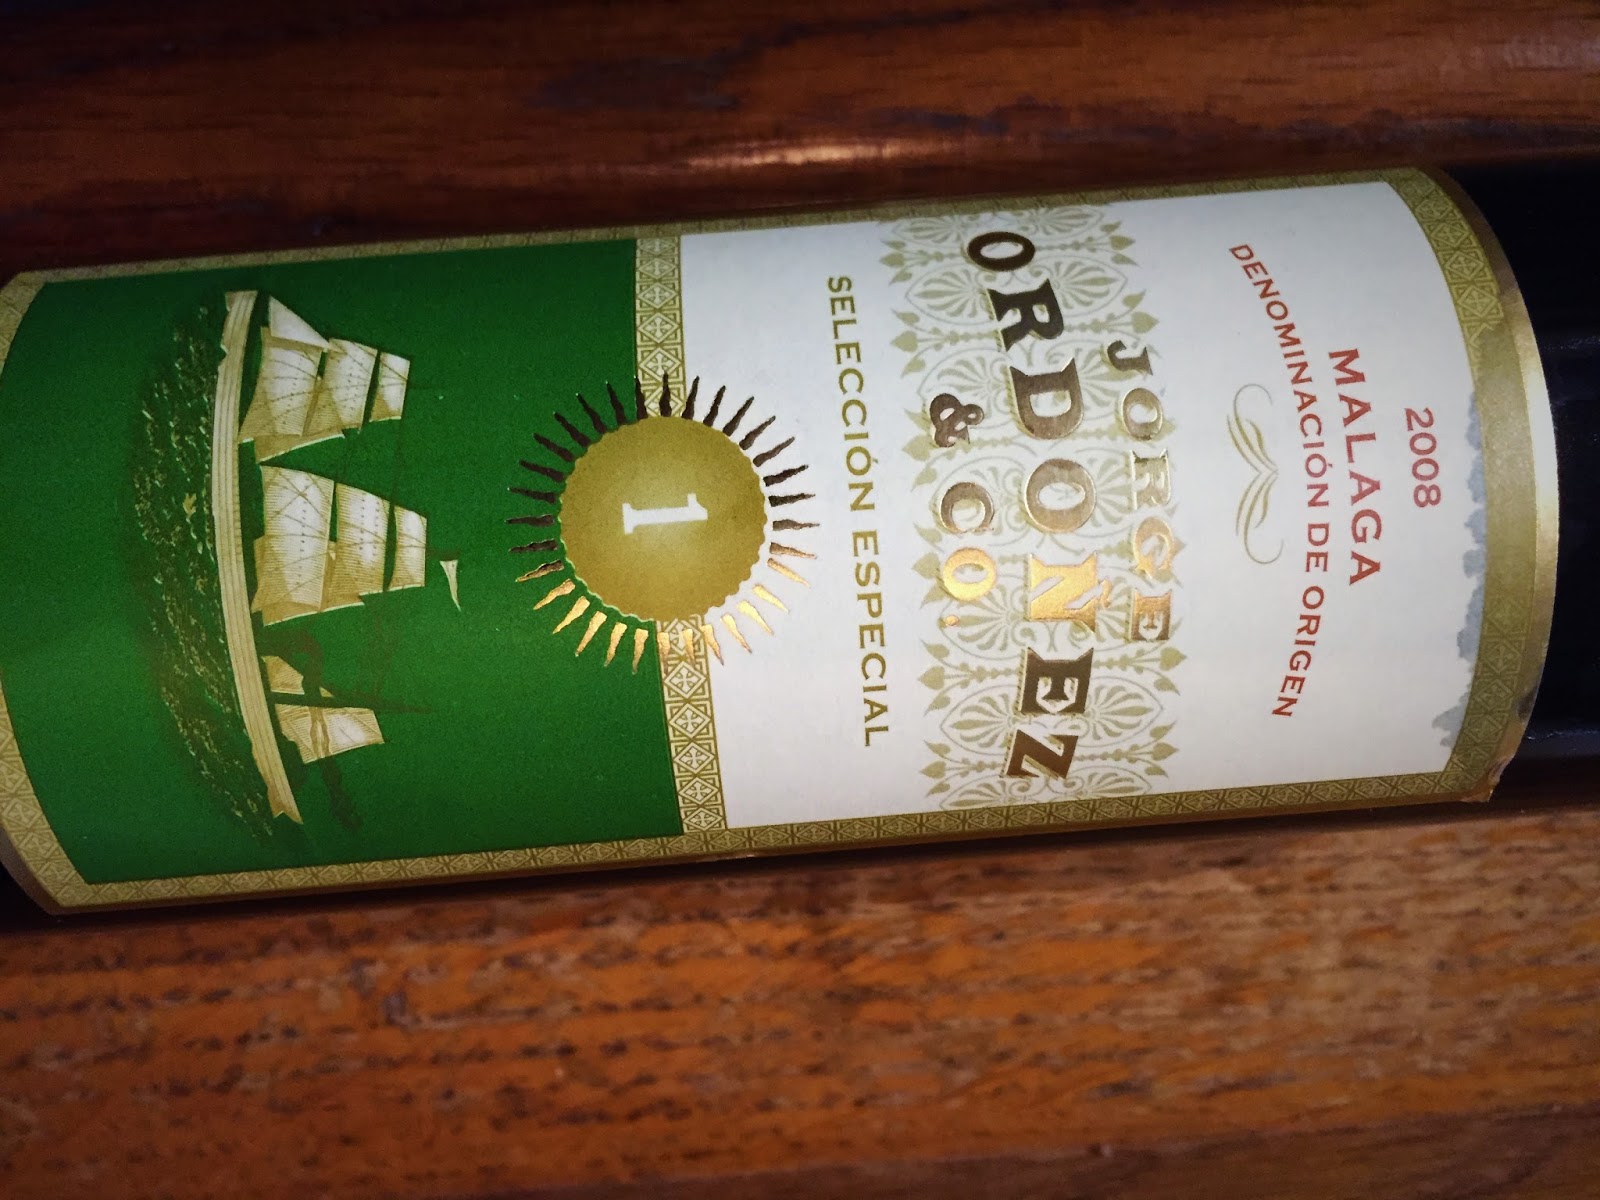 2008
MALAGA
DENOMINACIÓN DE ORIGEN
JORGE
ORDOÑEZ
& CO.
SELECCIÓN ESPECIAL
1